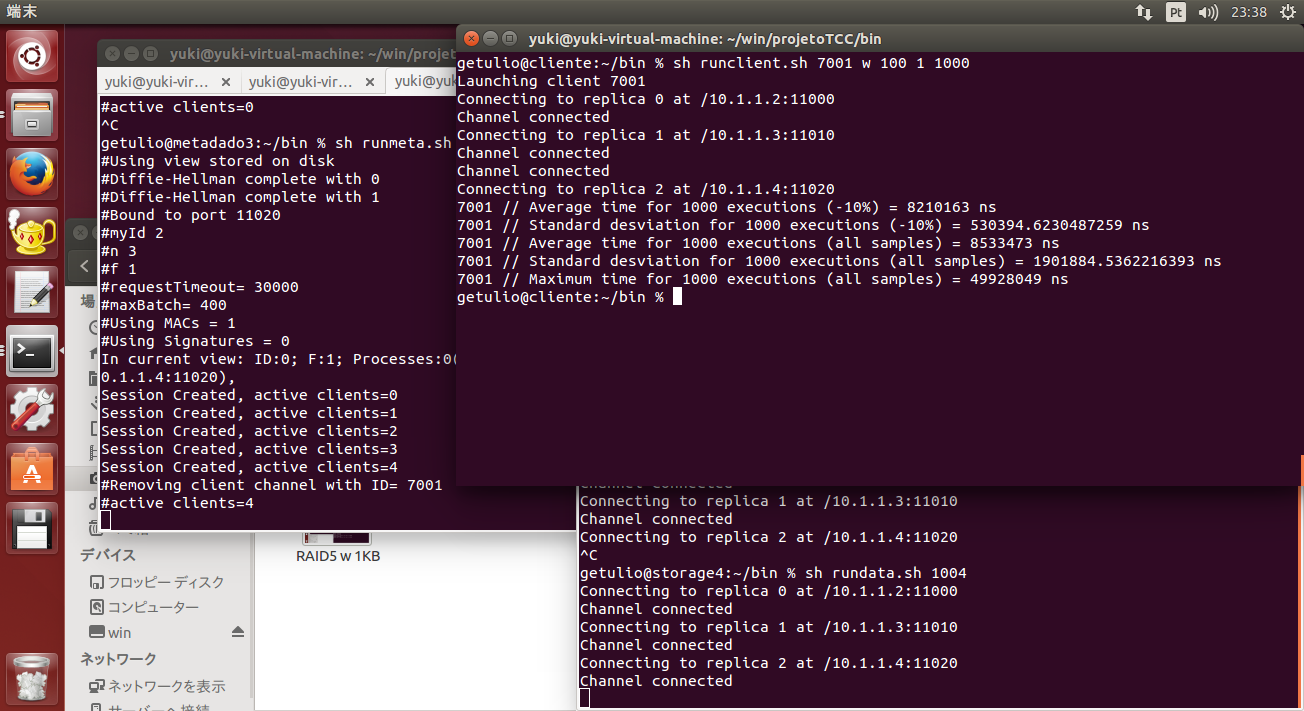 端末
Pt
23:38
yuki@yuki-virtual-machine: ~/win/projet
yuki@yuki-vir...
yuki@yuki-vir...
yuki@yu
#active clients=0
^C
getulio@metadado3:~/bin % sh runmeta.sh
#Using view stored on disk
#Diffie-Hellman complete with 0
#Diffie-Hellman complete with 1
#Bound to port 11020
#myId 2
#n 3
#f 1
#requestTimeout= 30000
#maxBatch= 400
#Using MACs = 1
#Using Signatures = 0
In current view: ID:0; F:1; Processes:0(
0.1.1.4:11020),
Session Created, active clients=0
Session Created, active clients=1
Session Created, active clients=2
Session Created, active clients=3
Session Created, active clients=4
#Removing client channel with ID= 7001
#active clients=4
yuki@yuki-virtual-machine: ~/win/projetoTCC/bin
getulio@cliente:~/bin % sh runclient.sh 7001 w 100 1 1000
Launching client 7001
Connecting to replica 0 at /10.1.1.2:11000
Channel connected
Connecting to replica 1 at /10.1.1.3:11010
Channel connected
Channel connected
Connecting to replica 2 at /10.1.1.4:11020
7001 // Average time for 1000 executions (-10%) = 8210163 ns
7001 // Standard desviation for 1000 executions (-10%) = 530394.6230487259 ns
7001 // Average time for 1000 executions (all samples) = 8533473 ns
7001 // Standard desviation for 1000 executions (all samples) = 1901884.5362216393 ns
7001 // Maximum time for 1000 executions (all samples) = 49928049 ns
getulio@cliente:~/bin %
Channel connected
Connecting to replica 1 at /10.1.1.3:11010
Channel connected
Connecting to replica 2 at /10.1.1.4:11020
^C
getulio@storage4:~/bin % sh rundata.sh 1004
Connecting to replica 0 at /10.1.1.2:11000
Channel connected
Connecting to replica 1 at /10.1.1.3:11010
Channel connected
Connecting to replica 2 at /10.1.1.4:11020
Channel connected
場
RAID5 w 1KB
デバイス
フロッピー ディスク
コンピューター
win
ネットワーク
ネットワークを表示
サーバーへ接続